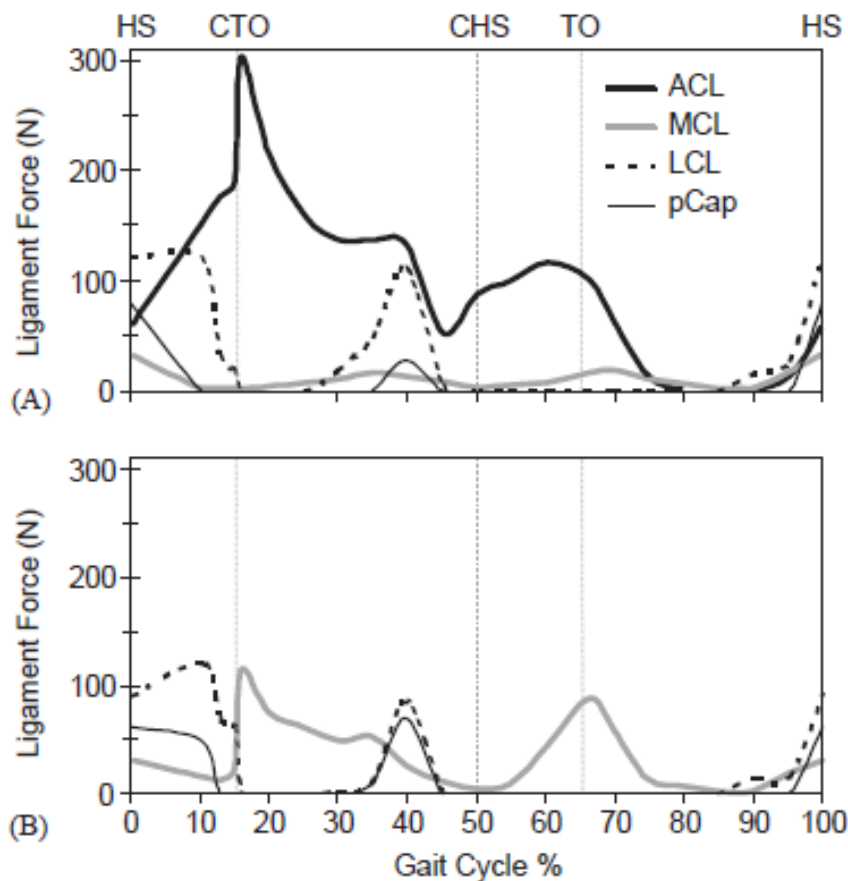 HS CTO CHS TO HS
300
200
100
0
Ligament Force (N)
ACL
MCL
LCL
pCap
(A)
300
200
100
0
Ligament Force (N)
(B)
0 10 20 30 40 50 60 70 80 90 100
Gait Cycle %